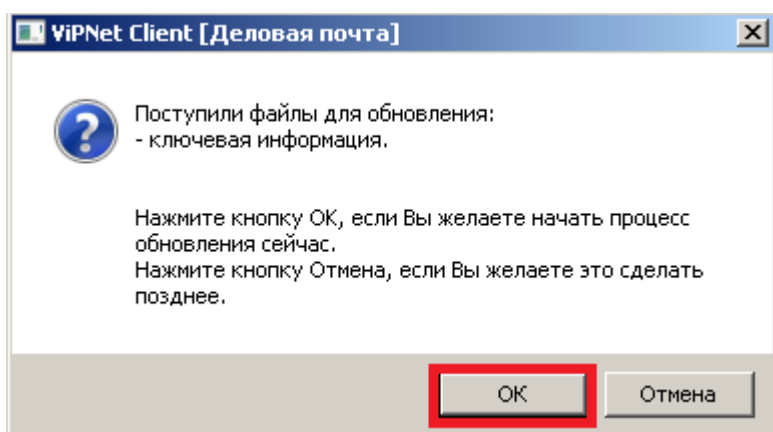 ViPNet Client [Деловая почта]
Поступили файлы для обновления:
- ключевая информация.
Нажмите кнопку ОК, если Вы желаете начать процесс
обновления сейчас.
Нажмите кнопку Отмена, если Вы желаете это сделать
позднее.
ОК
Отмена